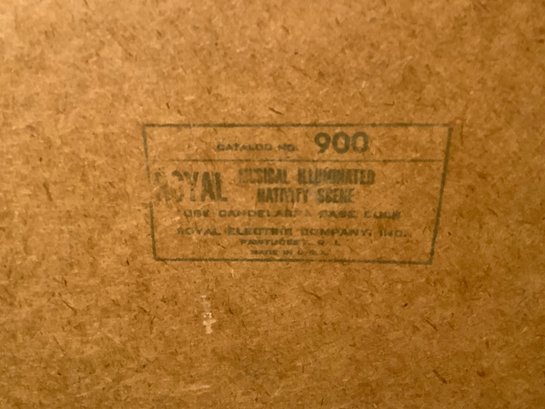 CATALOG NO. 900
ROYAL MUSICAL ILLUMINATED
NATIVITY SCENE
USE CANDELABRA BASE BULB
ROYAL ELECTRIC COMPANY, INC.
PAWTUCKET, R. I.
MADE IN U.S.A.